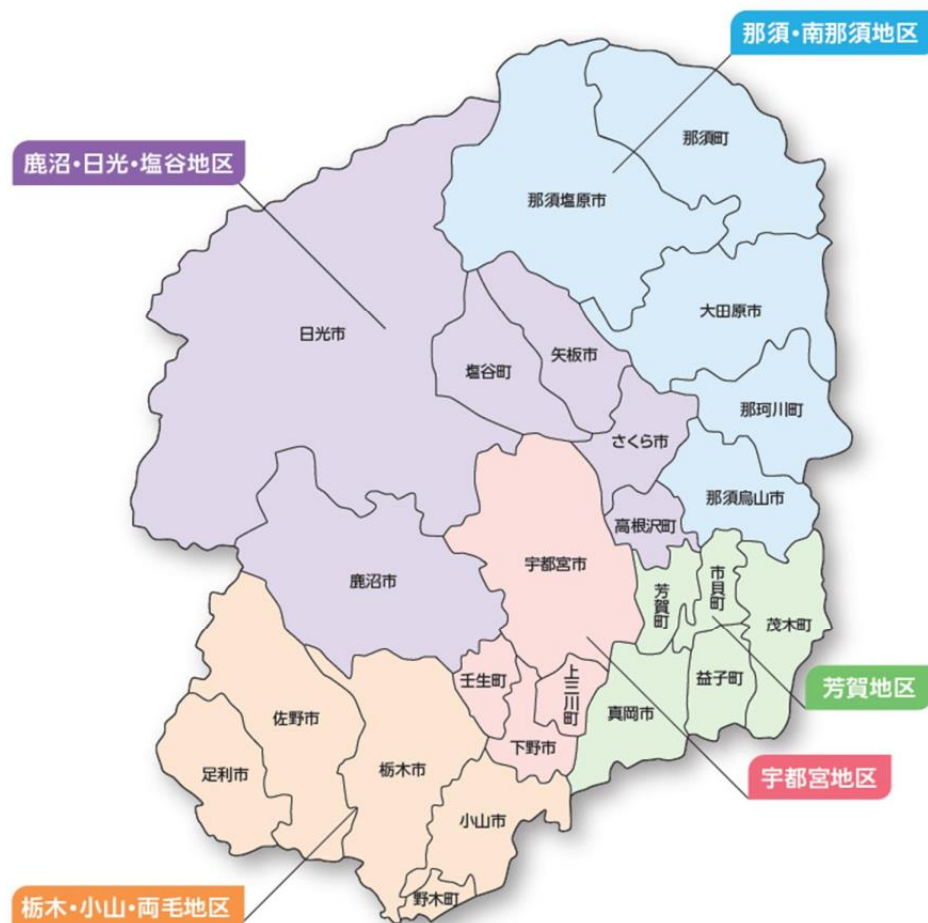 那須・南那須地区
鹿沼・日光・塩谷地区
那須町
那須塩原市
大田原市
日光市
矢板市
塩谷町
那珂川町
さくら市
那須烏山市
高根沢町
宇都宮市
鹿沼市
芳賀町
市貝町
茂木町
益子町
芳賀地区
壬生町
上三川町
真岡市
下野市
佐野市
栃木市
足利市
宇都宮地区
小山市
野木町
栃木・小山・両毛地区